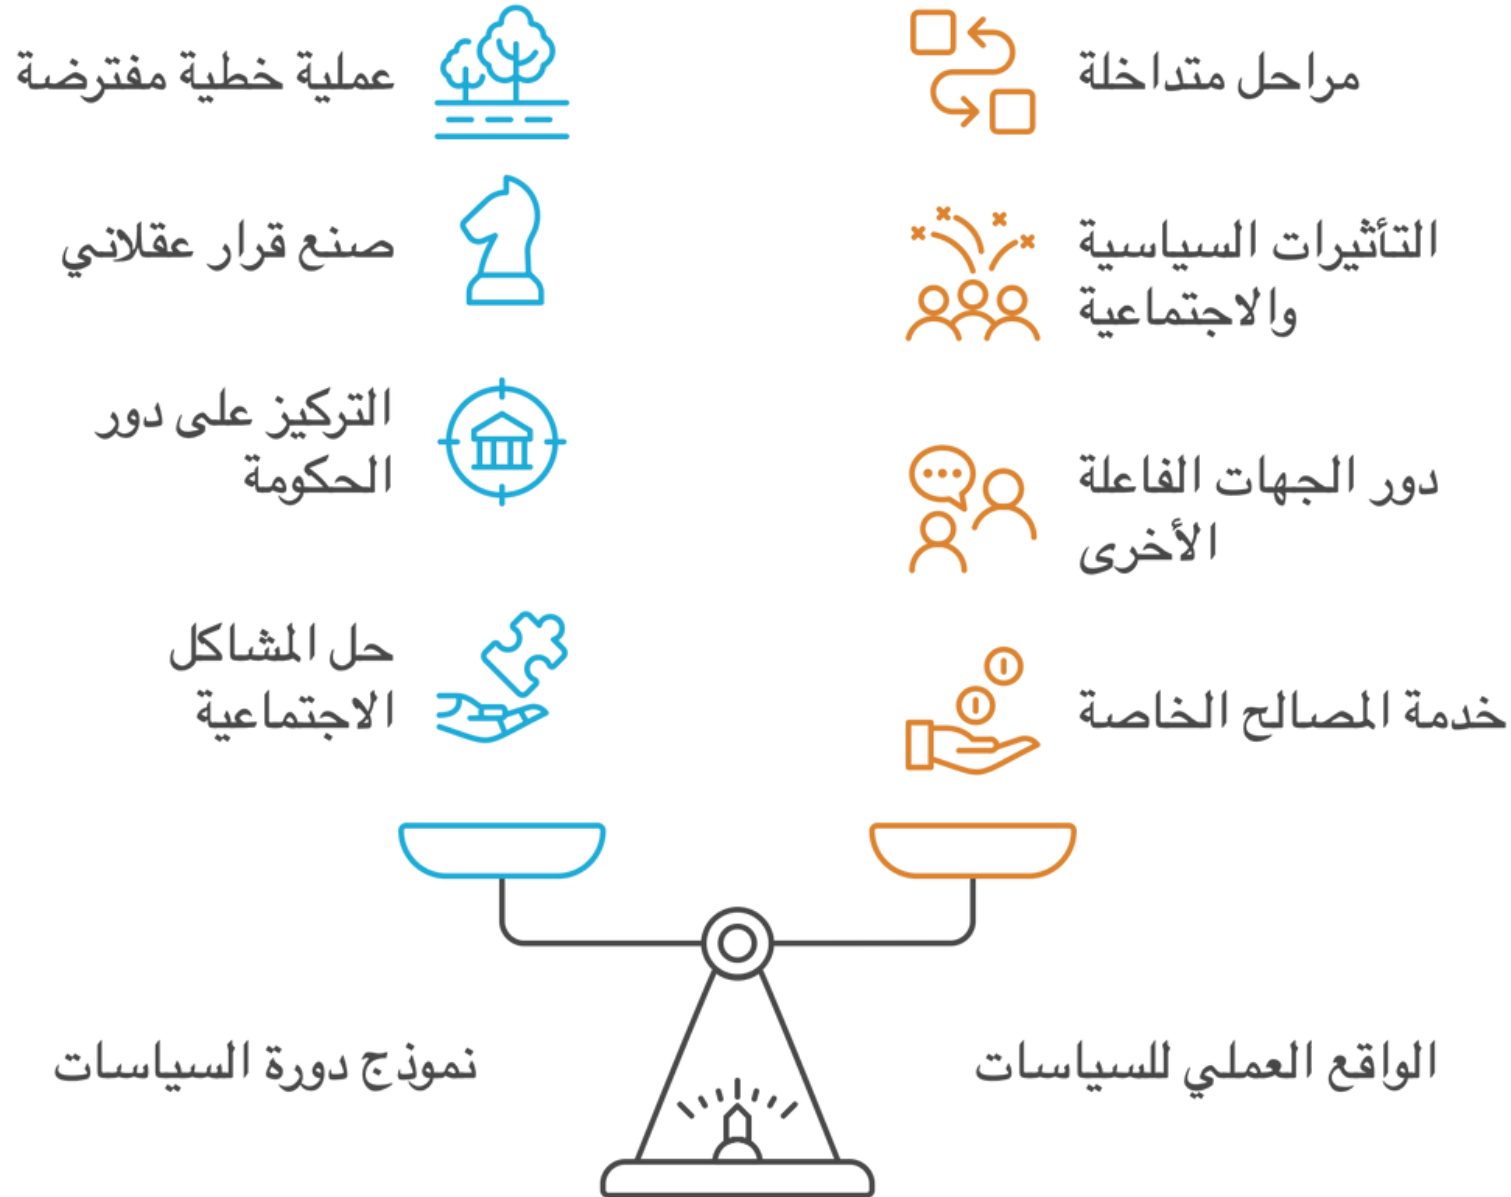 مراحل متداخلة
التأثيرات السياسية
والاجتماعية
دور الجهات الفاعلة
الأخرى
خدمة المصالح الخاصة
الواقع العملي للسياسات
عملية خطية مفترضة
صنع قرار عقلاني
التركيز على دور
الحكومة
حل المشاكل
الاجتماعية
نموذج دورة السياسات